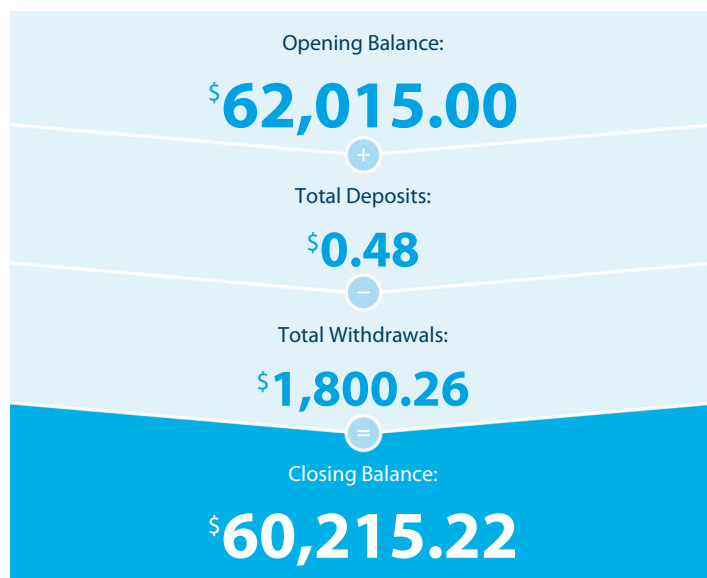 Opening Balance:
$62,015.00
+
Total Deposits:
$0.48
−
Total Withdrawals:
$1,800.26
=
Closing Balance:
$60,215.22